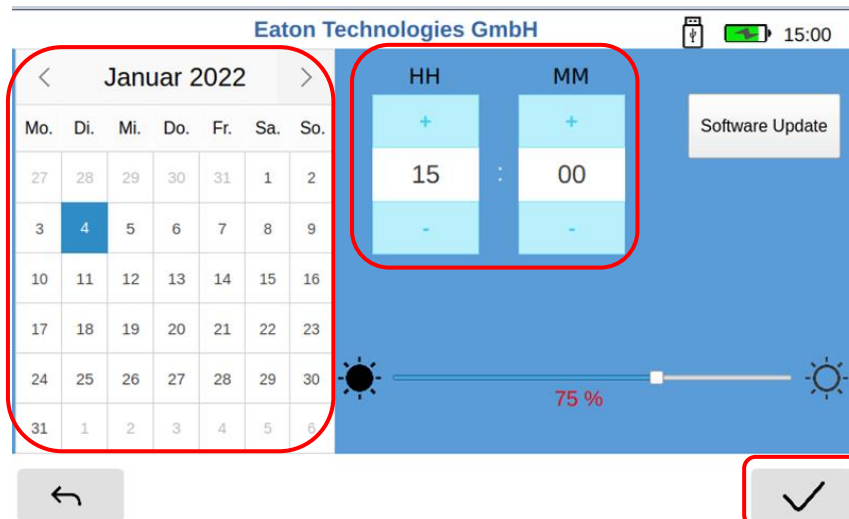 Eaton Technologies GmbH
15:00
Januar 2022
Mo. Di. Mi. Do. Fr. Sa. So.
27 28 29 30 31 1 2
3 4 5 6 7 8 9
10 11 12 13 14 15 16
17 18 19 20 21 22 23
24 25 26 27 28 29 30
31 1 2 3 4 5 6
HH MM
+ +
15 : 00
- -
Software Update
75 %